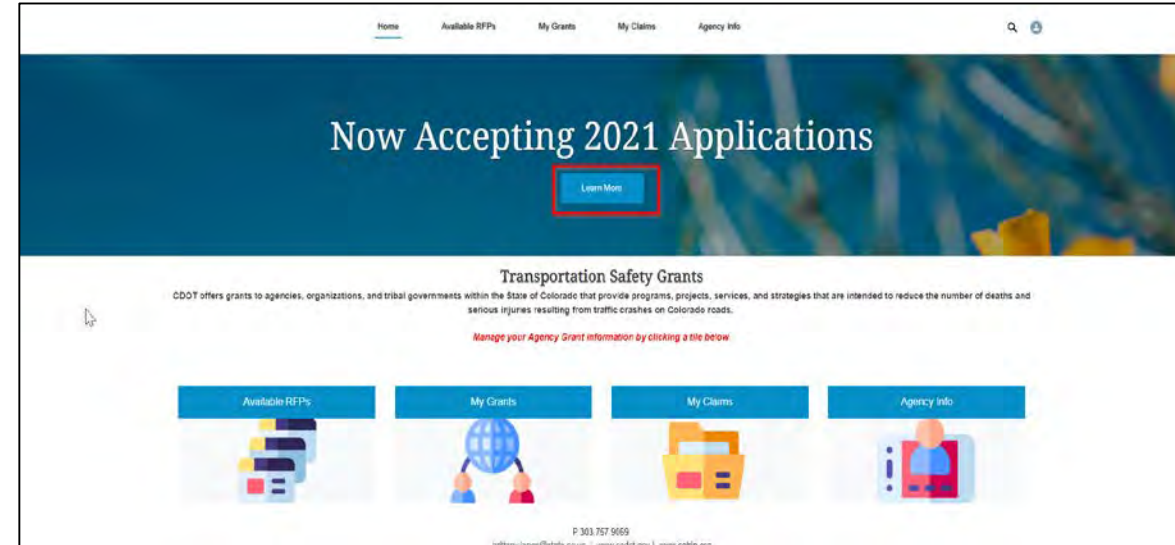 Home Available RFPs My Grants My Claims Agency Info
Now Accepting 2021 Applications
Learn More
Transportation Safety Grants
CDOT offers grants to agencies, organizations, and tribal governments within the State of Colorado that provide programs, projects, services, and strategies that are intended to reduce the number of deaths and
serious injuries resulting from traffic crashes on Colorado roads.
Manage your Agency Grant information by clicking a tile below
Available RFPs My Grants My Claims Agency Info
P 303.757.9069